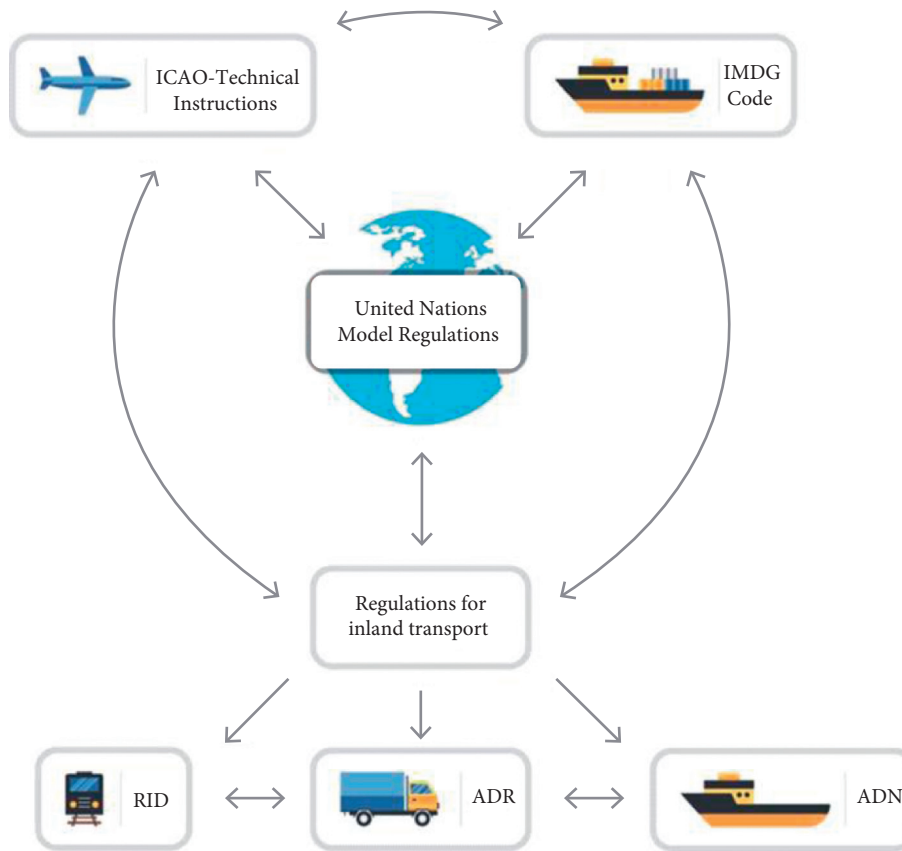 ICAO-Technical
Instructions
IMDG
Code
United Nations
Model Regulations
Regulations for
inland transport
RID
ADR
ADN